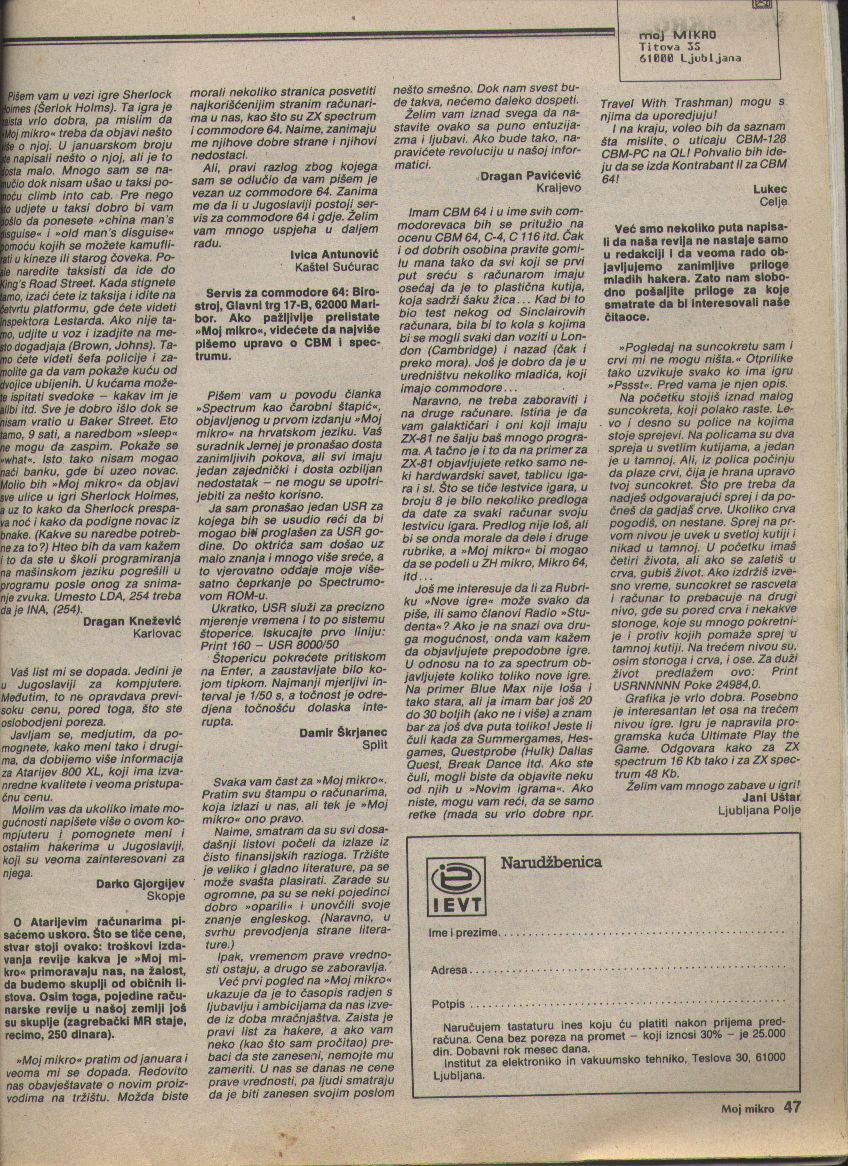 moj MIKRO
Titova 35
61000 Ljubljana
Pišem vam u vezi igre Sherlock
Holmes (Šerlok Holms). Ta igra je
zaista vrlo dobra, pa mislim da
»Moj mikro« treba da objavi nešto
više o njoj. U januarskom broju
ste napisali nešto o njoj, ali je to
dosta malo. Mnogo sam se na-
mučio dok nisam ušao u taksi po-
moću climb into cab. Pre nego
što udjete u taksi dobro bi vam
došlo da ponesete »china man's
disguise« i »old man's disguise«
pomoću kojih se možete kamufli-
rati u kineze ili starog čoveka. Po-
sle naredite taksisti da ide do
King's Road Street. Kada stignete
tamo, izaći ćete iz taksija i idite na
četvrtu platformu, gde ćete videti
inspektora Lestarda. Ako nije ta-
mo, udjite u voz i izadjite na me-
sto dogadjaja (Brown, Johns). Ta-
mo ćete videti šefa policije i za-
molite ga da vam pokaže kuću od
dvojice ubijenih. U kućama može-
te ispitati svedoke – kakav im je
alibi itd. Sve je dobro išlo dok se
nisam vratio u Baker Street. Eto
tamo, 9 sati, a naredbom »sleep«
ne mogu da zaspim. Pokaže se
»what«. Isto tako nisam mogao
naći banku, gde bi uzeo novac.
Molio bih »Moj mikro« da objavi
sve ulice u igri Sherlock Holmes,
a uz to kako da Sherlock prespa-
va noć i kako da podigne novac iz
bnake. (Kakve su naredbe potreb-
ne za to?) Hteo bih da vam kažem
i to da ste u školi programiranja
na mašinskom jeziku pogrešili u
programu posle onog za snima-
nje zvuka. Umesto LDA, 254 treba
da je INA, (254).
Dragan Knežević
Karlovac
Vaš list mi se dopada. Jedini je
u Jugoslaviji za kompjutere.
Međutim, to ne opravdava previ-
soku cenu, pored toga, što ste
oslobodjeni poreza.
Javljam se, medjutim, da po-
mognete, kako meni tako i drugi-
ma, da dobijemo više informacija
za Atarijev 800 XL, koji ima izva-
nredne kvalitete i veoma pristupa-
čnu cenu.
Molim vas da ukoliko imate mo-
gućnosti napišete više o ovom ko-
mpjuteru i pomognete meni i
ostalim hakerima u Jugoslaviji,
koji su veoma zainteresovani za
njega.
Darko Gjorgijev
Skopje
O Atarijevim računarima pi-
saćemo uskoro. Što se tiče cene,
stvar stoji ovako: troškovi izda-
vanja revije kakva je »Moj mi-
kro« primoravaju nas, na žalost,
da budemo skuplji od običnih li-
stova. Osim toga, pojedine raču-
narske revije u našoj zemlji još
su skuplje (zagrebački MR staje,
recimo, 250 dinara).
»Moj mikro« pratim od januara i
veoma mi se dopada. Redovito
nas obavještavate o novim proiz-
vodima na tržištu. Možda biste
morali nekoliko stranica posvetiti
najkorišćenijim stranim računari-
ma u nas, kao što su ZX spectrum
i commodore 64. Naime, zanimaju
me njihove dobre strane i njihovi
nedostaci.
Ali, pravi razlog zbog kojega
sam se odlučio da vam pišem je
vezan uz commodore 64. Zanima
me da li u Jugoslaviji postoji ser-
vis za commodore 64 i gdje. Želim
vam mnogo uspjeha u daljem
radu.
Ivica Antunović
Kaštel Sućurac
Servis za commodore 64: Biro-
stroj, Glavni trg 17-B, 62000 Mari-
bor. Ako pažljivije prelistate
»Moj mikro«, videćete da najviše
pišemo upravo o CBM i spec-
trumu.
Pišem vam u povodu članka
»Spektrum kao čarobni štapić«,
objavljenog u prvom izdanju »Moj
mikro« na hrvatskom jeziku. Vaš
suradnik Jernej je pronašao dosta
zanimljivih pokova, ali svi imaju
jedan zajednički i dosta ozbiljan
nedostatak – ne mogu se upotri-
jebiti za nešto korisno.
Ja sam pronašao jedan USR za
kojega bih se usudio reći da bi
mogao biti proglašen za USR go-
dine. Do oktrića sam došao uz
malo znanja i mnogo više sreće, a
to vjerovatno oddaje moje više-
satno čeprkanje po Spectrumo-
vom ROM-u.
Ukratko, USR služi za precizno
mjerenje vremena i to po sistemu
štoperice. Iskucajte prvo liniju:
Print 160 – USR 8000/50
Štopericu pokrećete pritiskom
na Enter, a zaustavljate bilo ko-
jom tipkom. Najmanji mjerljivi in-
terval je 1/50 s, a točnost je odre-
djena točnošću dolaska inte-
rupta.
Damir Škrjanec
Split
Svaka vam čast za »Moj mikro«.
Pratim svu štampu o računarima,
koja izlazi u nas, ali tek je »Moj
mikro« ono pravo.
Naime, smatram da su svi dosa-
dašnji listovi počeli da izlaze iz
čisto finansijskih razloga. Tržište
je veliko i gladno literature, pa se
može svašta plasirati. Zarade su
ogromne, pa su se neki pojedinci
dobro »oparili« i unovčili svoje
znanje engleskog. (Naravno, u
svrhu prevodjenja strane litera-
ture.)
Ipak, vremenom prave vredno-
sti ostaju, a drugo se zaboravlja.
Već prvi pogled na »Moj mikro«
ukazuje da je to časopis radjen s
ljubavlju i ambicijama da nas izve-
de iz doba mračnjaštva. Zaista je
pravi list za hakere, a ako vam
neko (kao što sam pročitao) pre-
baci da ste zaneseni, nemojte mu
zameriti. U nas se danas ne cene
prave vrednosti, pa ljudi smatraju
da je biti zanesen svojim poslom
nešto smešno. Dok nam svest bu-
de takva, nećemo daleko dospeti.
Želim vam iznad svega da na-
stavite ovako sa puno entuzija-
zma i ljubavi. Ako bude tako, na-
pravićete revoluciju u našoj infor-
matici.
Dragan Pavićević
Kraljevo
Imam CBM 64 i u ime svih com-
modorevaca bih se pritužio na
ocenu CBM 64, C-4, C 116 itd. Čak
i od dobrih osobina pravite gomi-
lu mana tako da svi koji se prvi
put sreću s računarom imaju
osećaj da je to plastična kutija,
koja sadrži šaku žica... Kad bi to
bio test nekog od Sinclairovih
računara, bila bi to kola s kojima
bi se mogli svaki dan voziti u Lon-
don (Cambridge) i nazad (čak i
preko mora). Još je dobro da je u
uredništvu nekoliko mladića, koji
imajo commodore...
Naravno, ne treba zaboraviti i
na druge računare. Istina je da
vam galaktičari i oni koji imaju
ZX-81 ne šalju baš mnogo progra-
ma. A tačno je i to da na primer za
ZX-81 objavljujete retko samo ne-
ki hardwarski savet, tablicu iga-
ra i sl. Što se tiče lestvice igara, u
broju 8 je bilo nekoliko predloga
da date za svaki računar svoju
lestvicu igara. Predlog nije loš, ali
bi se onda morale da dele i druge
rubrike, a »Moj mikro« bi mogao
da se podeli u ZH mikro, Mikro 64,
itd...
Još me interesuje da li za Rubri-
ku »Nove igre« može svako da
piše, ili samo članovi Radio »Stu-
denta«? Ako je na snazi ova dru-
ga mogućnost, onda vam kažem
da objavljujete prepodobne igre.
U odnosu na to za spectrum ob-
javljujete koliko toliko nove igre.
Na primer Blue Max nije loša i
tako stara, ali ja imam bar još 20
do 30 boljih (ako ne i više) a znam
bar za još dva puta toliko! Jeste li
čuli kada za Summergames, Hes-
games, Questprobe (Hulk) Dallas
Quest, Break Dance itd. Ako ste
čuli, mogli biste da objavite neku
od njih u »Novim igrama«. Ako
niste, mogu vam reći, da se samo
retke (mada su vrlo dobre npr.
Travel With Trashman) mogu s
njima da uporedjuju!
I na kraju, voleo bih da saznam
šta mislite o uticaju CBM-128
CBM-PC na QL! Pohvalio bih ide-
ju da se izda Kontrabant II za CBM
64!
Lukec
Celje
Već smo nekoliko puta napisa-
li da naša revija ne nastaje samo
u redakciji i da veoma rado ob-
javljujemo zanimljive priloge
mladih hakera. Zato nam slobo-
dno pošaljite priloge za koje
smatrate da bi interesovali naše
čitaoce.
»Pogledaj na suncokretu sam i
crvi mi ne mogu ništa.« Otprilike
tako uzvikuje svako ko ima igru
»Pssst«. Pred vama je njen opis.
Na početku stojiš iznad malog
suncokreta, koji polako raste. Le-
vo i desno su police na kojima
stoje sprejevi. Na policama su dva
spreja u svetlim kutijama, a jedan
je u tamnoj. Ali, iz polica počinju
da plaze crvi, čija je hrana upravo
tvoj suncokret. Što pre treba da
nadješ odgovarajući sprej i da po-
čneš da gadjaš crve. Ukoliko crva
pogodiš, on nestane. Sprej na pr-
vom nivou je uvek u svetloj kutiji i
nikad u tamnoj. U početku imaš
četiri života, ali ako se zaletiš u
crva, gubiš život. Ako izdržiš izve-
sno vreme, suncokret se rascveta
i računar to prebacuje na drugi
nivo, gde su pored crva i nekakve
stonoge, koje su mnogo pokretni-
je i protiv kojih pomaže sprej u
tamnoj kutiji. Na trećem nivou su,
osim stonoga i crva, i ose. Za duži
život predlažem ovo: Print
USRNNNNN Poke 24984,0.
Grafika je vrlo dobra. Posebno
je interesantan let osa na trećem
nivou igre. Igru je napravila pro-
gramska kuća Ultimate Play the
Game. Odgovara kako za ZX
spectrum 16 Kb tako i za ZX spec-
trum 48 Kb.
Želim vam mnogo zabave u igri!
Jani Uštar
Ljubljana Polje
IEVT
Narudžbenica
Ime i prezime
Adresa
Potpis
Naručujem tastaturu ines koju ću platiti nakon prijema pred-
računa. Cena bez poreza na promet – koji iznosi 30% – je 25.000
din. Dobavni rok mesec dana.
Institut za elektroniko in vakuumsko tehniko, Teslova 30, 61000
Ljubljana.
Moj mikro 47